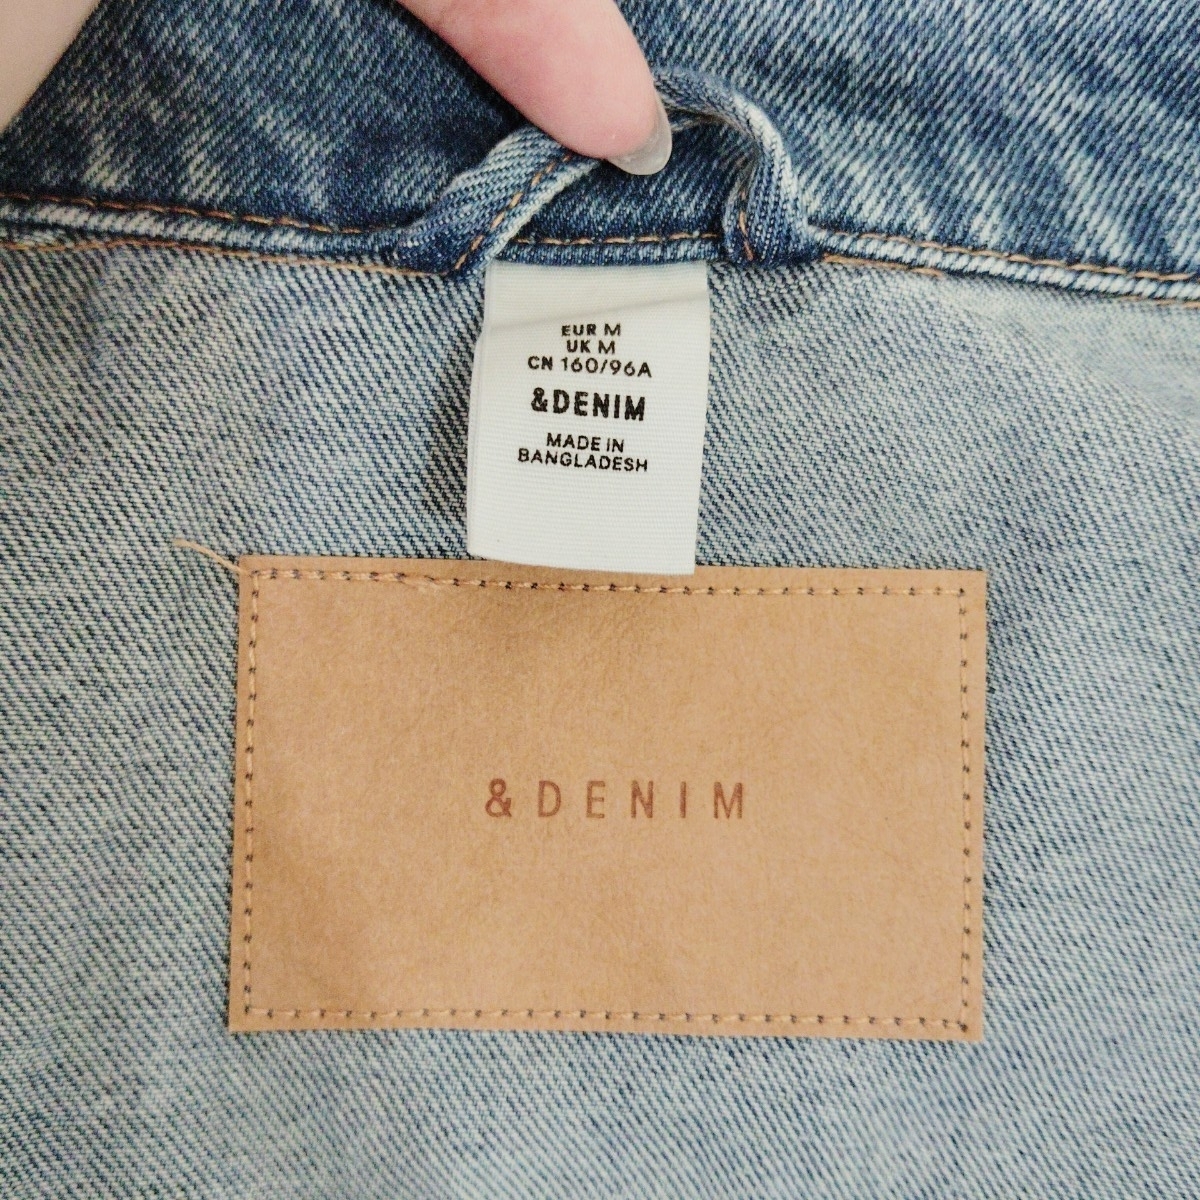 EUR M
UK M
CN 160/96A
&DENIM
MADE IN
BANGLADESH
&DENIM